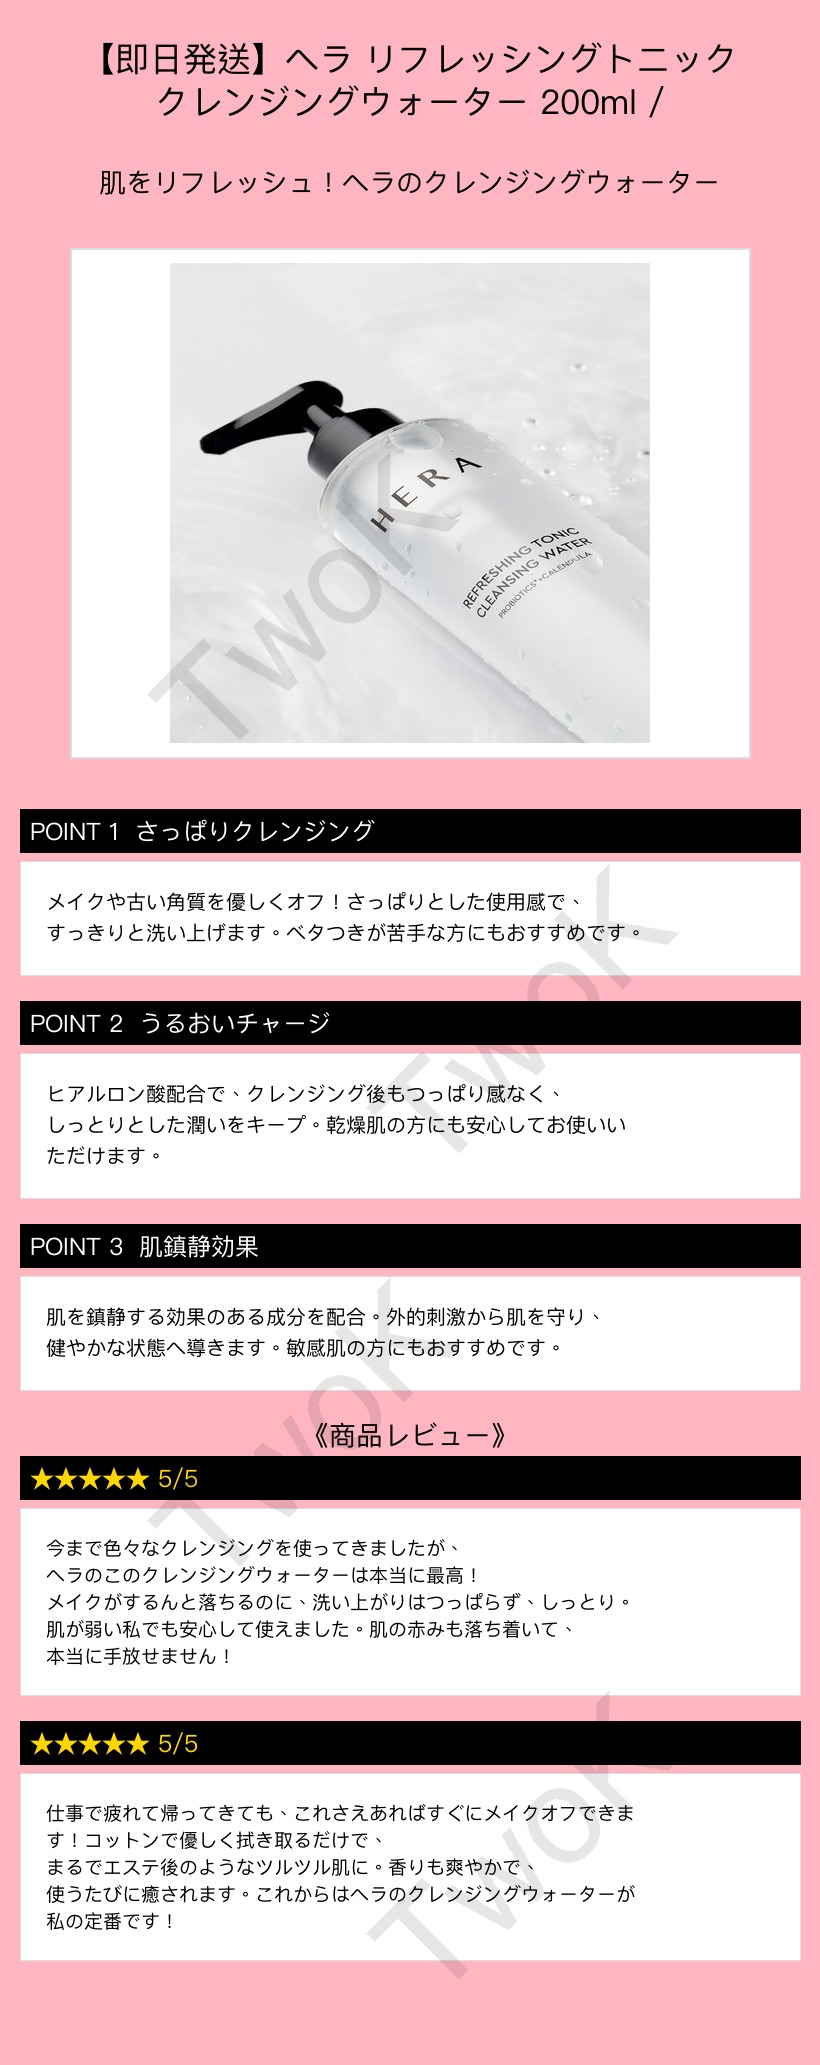 【即日発送】ヘラ リフレッシングトニック
クレンジングウォーター 200ml /
肌をリフレッシュ！ヘラのクレンジングウォーター
HERA
REFRESHING TONIC
CLEANSING WATER
PROBIOTICS*+CALENDULA
TwoK
POINT 1 さっぱりクレンジング
メイクや古い角質を優しくオフ！さっぱりとした使用感で、
すっきりと洗い上げます。ベタつきが苦手な方にもおすすめです。
TwoK
POINT 2 うるおいチャージ
ヒアルロン酸配合で、クレンジング後もつっぱり感なく、
しっとりとした潤いをキープ。乾燥肌の方にも安心してお使いい
ただけます。
POINT 3 肌鎮静効果
肌を鎮静する効果のある成分を配合。外的刺激から肌を守り、
健やかな状態へ導きます。敏感肌の方にもおすすめです。
TwoK
《商品レビュー》
★★★★★ 5/5
今まで色々なクレンジングを使ってきましたが、
ヘラのこのクレンジングウォーターは本当に最高！
メイクがするんと落ちるのに、洗い上がりはつっぱらず、しっとり。
肌が弱い私でも安心して使えました。肌の赤みも落ち着いて、
本当に手放せません！
★★★★★ 5/5
仕事で疲れて帰ってきても、これさえあればすぐにメイクオフできま
す！コットンで優しく拭き取るだけで、
まるでエステ後のようなツルツル肌に。香りも爽やかで、
使うたびに癒されます。これからはヘラのクレンジングウォーターが
私の定番です！
TwoK